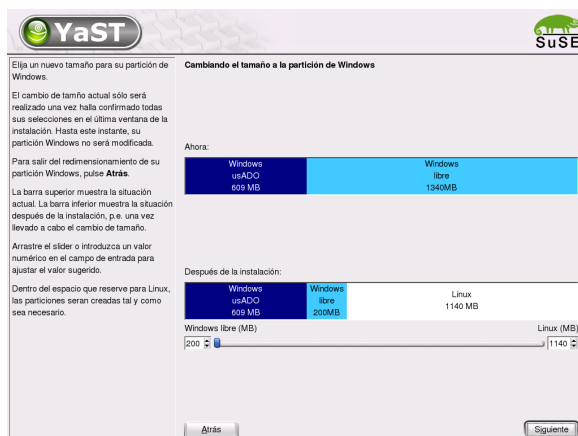 YaST
SuSE
Elija un nuevo tamaño para su partición de
Windows.
El cambio de tamño actual sólo será
realizado una vez halla confirmado todas
sus selecciones en el última ventana de la
instalación. Hasta este instante, su
partición Windows no será modificada.
Para salir del redimensionamiento de su
partición Windows, pulse Atrás.
La barra superior muestra la situación
actual. La barra inferior muestra la situación
después de la instalación, p.e. una vez
llevado a cabo el cambio de tamaño.
Arrastre el slider o introduzca un valor
numérico en el campo de entrada para
ajustar el valor sugerido.
Dentro del espacio que reserve para Linux,
las particiones seran creadas tal y como
sea necesario.
Cambiando el tamaño a la partición de Windows
Ahora:
Windows
usADO
609 MB
Windows
libre
1340MB
Después de la instalación:
Windows
usADO
609 MB
Windows
libre
200MB
Linux
1140 MB
Windows libre (MB)
Linux (MB)
200
1140
Atrás
Siguiente